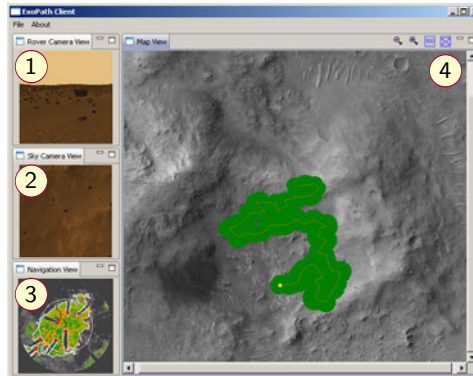 ExoPath Client
File About
Rover Camera View
1
Sky Camera View
2
Navigation View
3
Map View
4